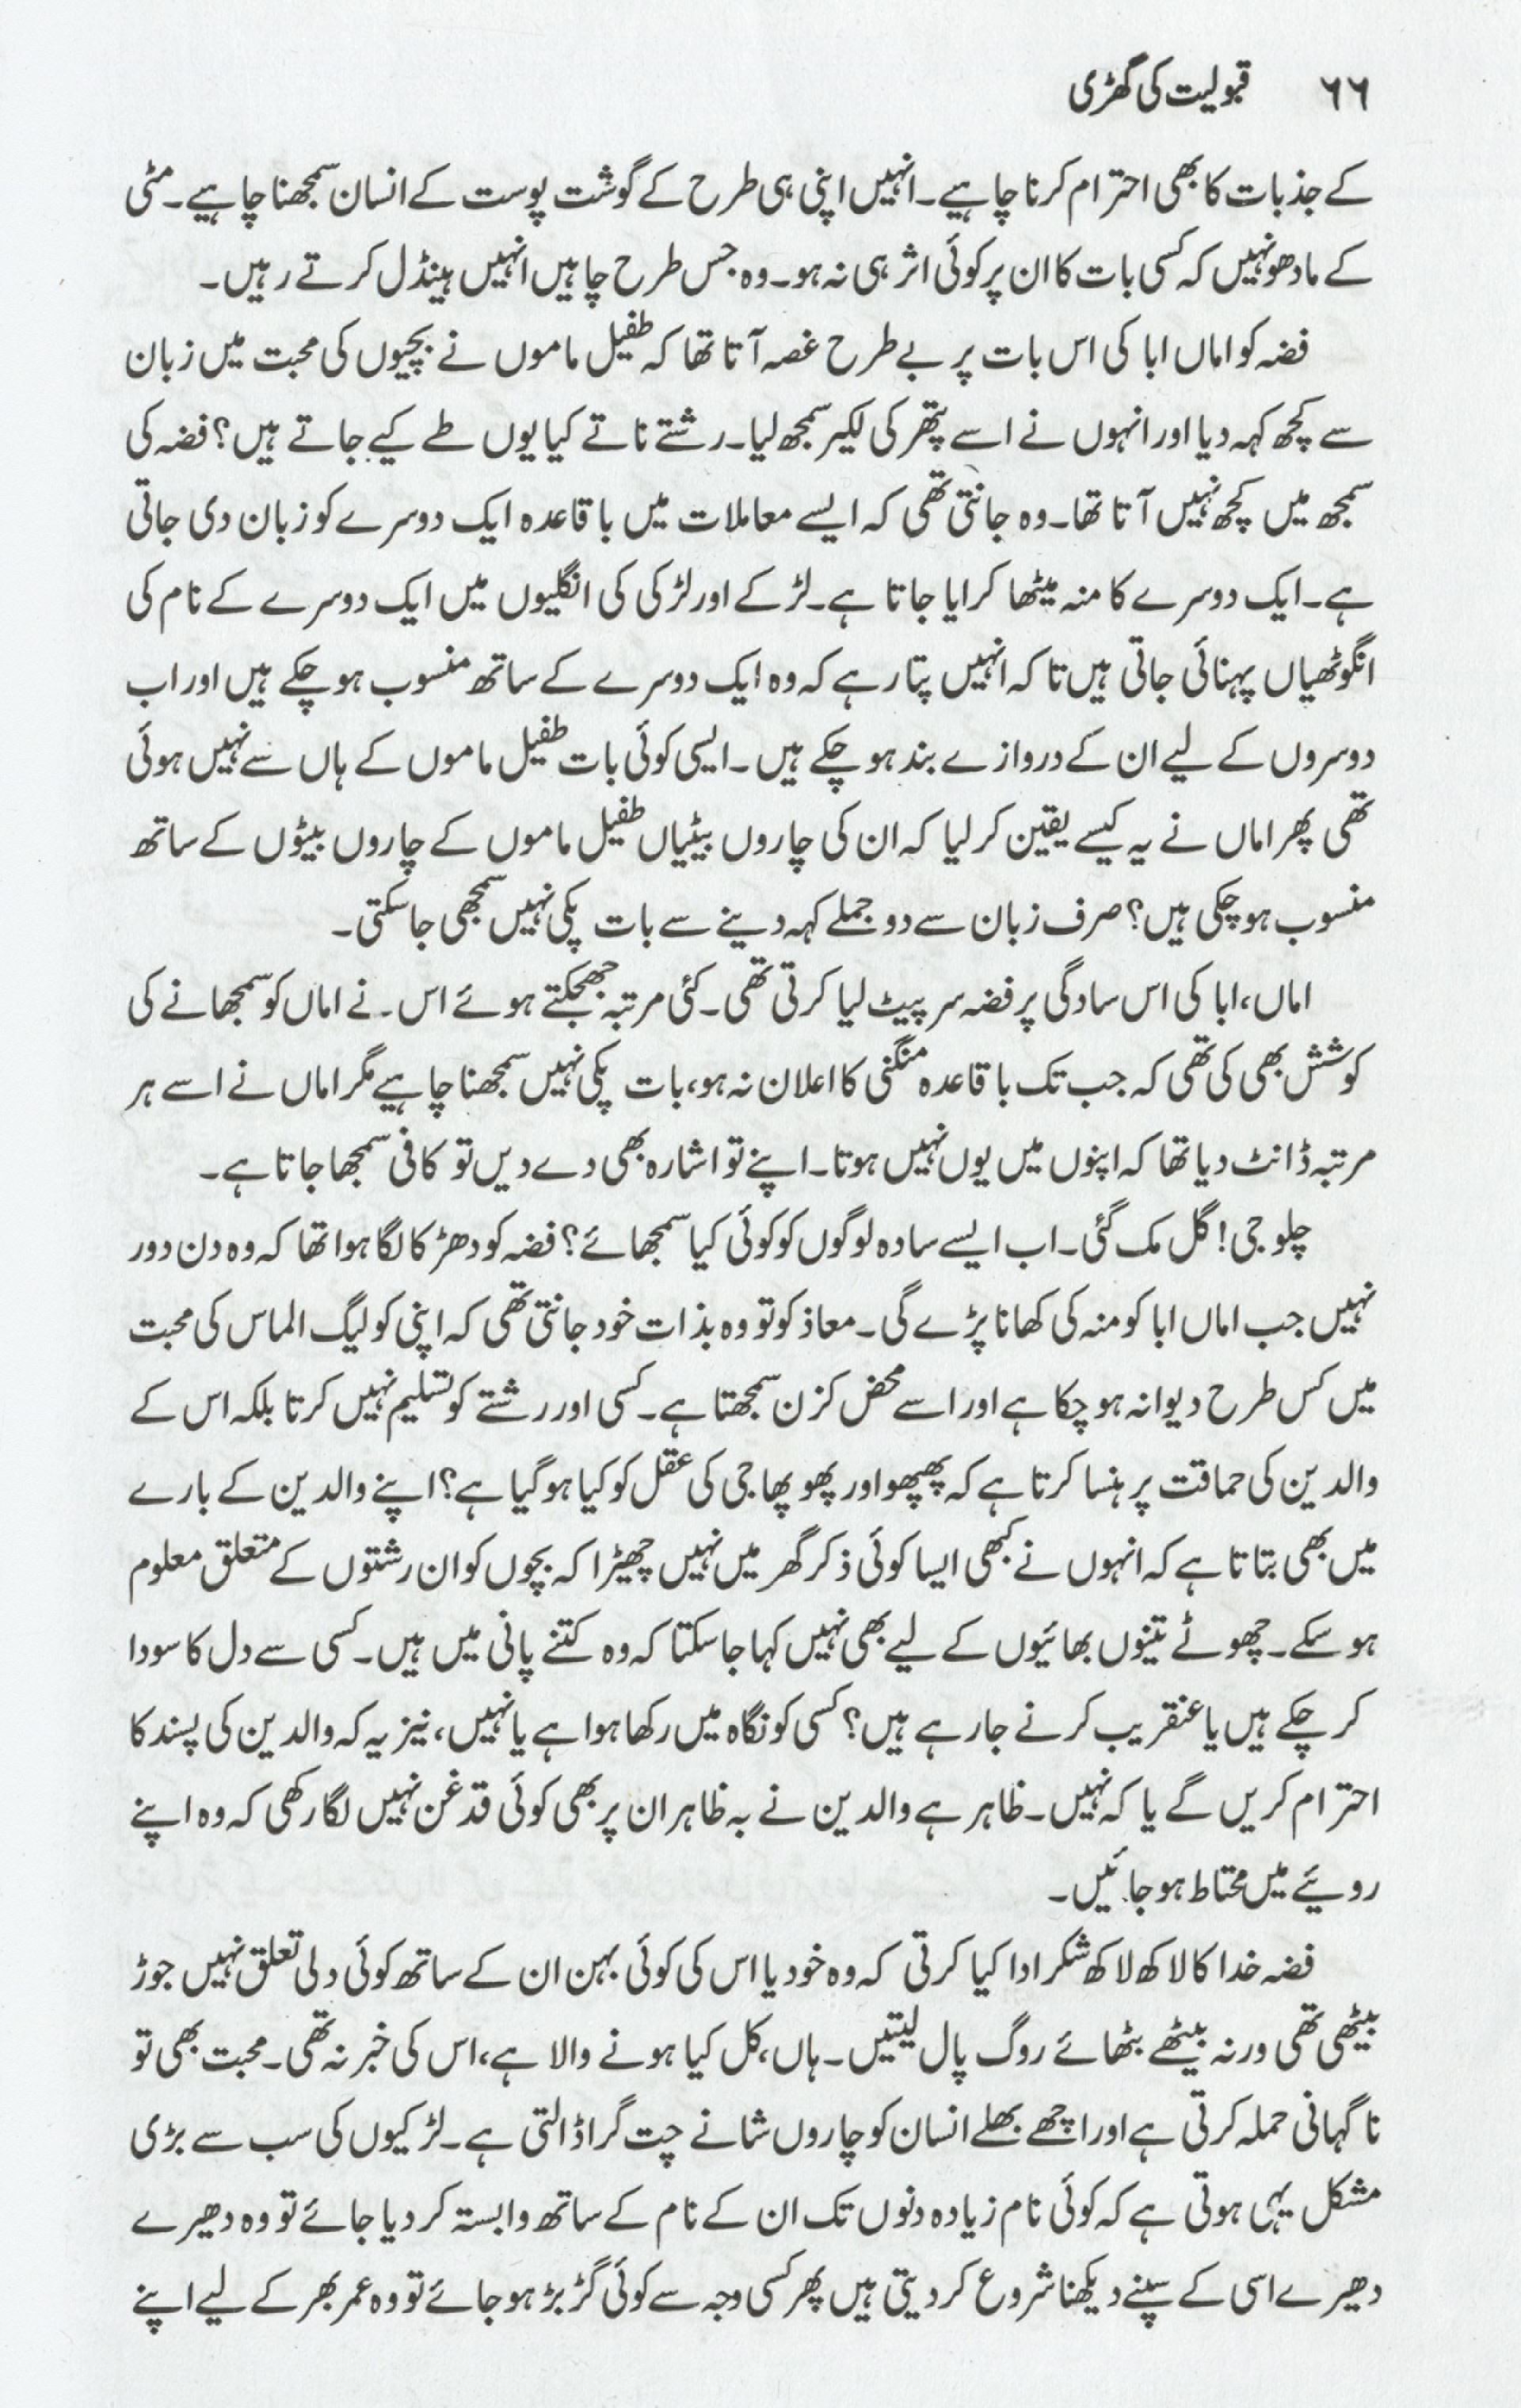 ۶۶ قبولیت کی گھڑی
کے جذبات کا بھی احترام کرنا چاہیے۔ انہیں اپنی ہی طرح کے گوشت پوست کے انسان سمجھنا چاہیے۔ مٹی
کے مادھو نہیں کہ کسی بات کا ان پر کوئی اثر ہی نہ ہو۔ وہ جس طرح چاہیں انہیں ہینڈل کرتے رہیں۔
فضہ کو اماں ابا کی اس بات پر بے طرح غصہ آتا تھا کہ طفیل ماموں نے بچیوں کی محبت میں زبان
سے کچھ کہہ دیا اور انہوں نے اسے پتھر کی لکیر سمجھ لیا۔ رشتے ناتے کیا یوں طے کیے جاتے ہیں؟ فضہ کی
سمجھ میں کچھ نہیں آتا تھا۔ وہ جانتی تھی کہ ایسے معاملات میں باقاعدہ ایک دوسرے کو زبان دی جاتی
ہے۔ ایک دوسرے کا منہ میٹھا کرایا جاتا ہے۔ لڑکے اور لڑکی کی انگلیوں میں ایک دوسرے کے نام کی
انگوٹھیاں پہنائی جاتی ہیں تا کہ انہیں پتا رہے کہ وہ ایک دوسرے کے ساتھ منسوب ہو چکے ہیں اور اب
دوسروں کے لیے ان کے دروازے بند ہو چکے ہیں۔ ایسی کوئی بات طفیل ماموں کے ہاں سے نہیں ہوئی
تھی پھر اماں نے یہ کیسے یقین کر لیا کہ ان کی چاروں بیٹیاں طفیل ماموں کے چاروں بیٹوں کے ساتھ
منسوب ہو چکی ہیں؟ صرف زبان سے دو جملے کہہ دینے سے بات پکی نہیں سمجھی جا سکتی۔
اماں، ابا کی اس سادگی پر فضہ سر پیٹ لیا کرتی تھی۔ کئی مرتبہ جھجکتے ہوئے اس نے اماں کو سمجھانے کی
کوشش بھی کی تھی کہ جب تک باقاعدہ منگنی کا اعلان نہ ہو، بات پکی نہیں سمجھنا چاہیے مگر اماں نے اسے ہر
مرتبہ ڈانٹ دیا تھا کہ اپنوں میں یوں نہیں ہوتا۔ اپنے تو اشارہ بھی دے دیں تو کافی سمجھا جاتا ہے۔
چلو جی! گل مک گئی۔ اب ایسے سادہ لوگوں کو کوئی کیا سمجھائے؟ فضہ کو دھڑکا لگا ہوا تھا کہ وہ دن دور
نہیں جب اماں ابا کو منہ کی کھانا پڑے گی۔ معاذ کو تو وہ بذات خود جانتی تھی کہ اپنی کولیگ الماس کی محبت
میں کس طرح دیوانہ ہو چکا ہے اور اسے محض کزن سمجھتا ہے۔ کسی اور رشتے کو تسلیم نہیں کرتا بلکہ اس کے
والدین کی حماقت پر ہنسا کرتا ہے کہ پھپھو اور پھوپھا جی کی عقل کو کیا ہو گیا ہے؟ اپنے والدین کے بارے
میں بھی بتاتا ہے کہ انہوں نے کبھی ایسا کوئی ذکر گھر میں نہیں چھیڑا کہ بچوں کو ان رشتوں کے متعلق معلوم
ہو سکے۔ چھوٹے تینوں بھائیوں کے لیے بھی نہیں کہا جا سکتا کہ وہ کتنے پانی میں ہیں۔ کسی سے دل کا سودا
کر چکے ہیں یا عنقریب کرنے جا رہے ہیں؟ کسی کو نگاہ میں رکھا ہوا ہے یا نہیں، نیز یہ کہ والدین کی پسند کا
احترام کریں گے یا کہ نہیں۔ ظاہر ہے والدین نے بہ ظاہر ان پر بھی کوئی قدغن نہیں لگا رکھی کہ وہ اپنے
رویئے میں محتاط ہو جائیں۔
فضہ خدا کا لاکھ لاکھ شکر ادا کیا کرتی کہ وہ خود یا اس کی کوئی بہن ان کے ساتھ کوئی دلی تعلق نہیں جوڑ
بیٹھی تھی ورنہ بیٹھے بٹھائے روگ پال لیتیں۔ ہاں، کل کیا ہونے والا ہے، اس کی خبر نہ تھی۔ محبت بھی تو
ناگہانی حملہ کرتی ہے اور اچھے بھلے انسان کو چاروں شانے چت گرا ڈالتی ہے۔ لڑکیوں کی سب سے بڑی
مشکل یہی ہوتی ہے کہ کوئی نام زیادہ دنوں تک ان کے نام کے ساتھ وابستہ کر دیا جائے تو وہ دھیرے
دھیرے اسی کے سپنے دیکھنا شروع کر دیتی ہیں پھر کسی وجہ سے کوئی گڑبڑ ہو جائے تو وہ عمر بھر کے لیے اپنے